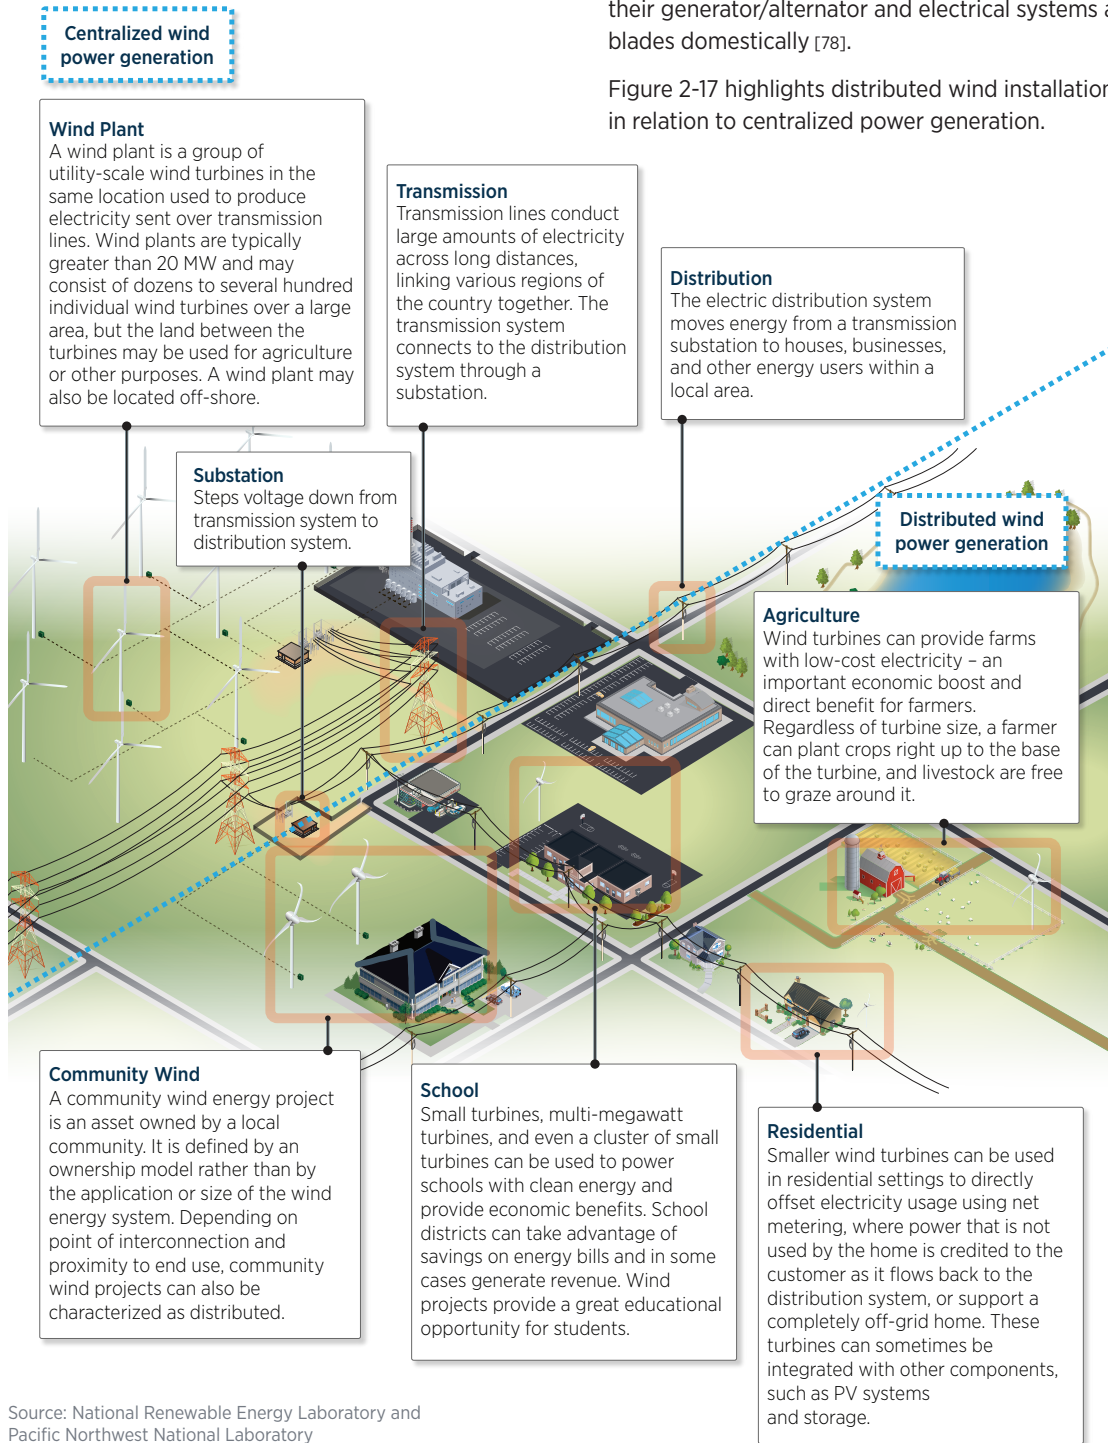 their generator/alternator and electrical systems
blades domestically [78].
Figure 2-17 highlights distributed wind installation
in relation to centralized power generation.
Centralized wind
power generation
Wind Plant
A wind plant is a group of
utility-scale wind turbines in the
same location used to produce
electricity sent over transmission
lines. Wind plants are typically
greater than 20 MW and may
consist of dozens to several hundred
individual wind turbines over a large
area, but the land between the
turbines may be used for agriculture
or other purposes. A wind plant may
also be located off-shore.
Transmission
Transmission lines conduct
large amounts of electricity
across long distances,
linking various regions of
the country together. The
transmission system
connects to the distribution
system through a
substation.
Distribution
The electric distribution system
moves energy from a transmission
substation to houses, businesses,
and other energy users within a
local area.
Substation
Steps voltage down from
transmission system to
distribution system.
Distributed wind
power generation
Agriculture
Wind turbines can provide farms
with low-cost electricity – an
important economic boost and
direct benefit for farmers.
Regardless of turbine size, a farmer
can plant crops right up to the base
of the turbine, and livestock are free
to graze around it.
Community Wind
A community wind energy project
is an asset owned by a local
community. It is defined by an
ownership model rather than by
the application or size of the wind
energy system. Depending on
point of interconnection and
proximity to end use, community
wind projects can also be
characterized as distributed.
School
Small turbines, multi-megawatt
turbines, and even a cluster of small
turbines can be used to power
schools with clean energy and
provide economic benefits. School
districts can take advantage of
savings on energy bills and in some
cases generate revenue. Wind
projects provide a great educational
opportunity for students.
Residential
Smaller wind turbines can be used
in residential settings to directly
offset electricity usage using net
metering, where power that is not
used by the home is credited to the
customer as it flows back to the
distribution system, or support a
completely off-grid home. These
turbines can sometimes be
integrated with other components,
such as PV systems
and storage.
Source: National Renewable Energy Laboratory and
Pacific Northwest National Laboratory